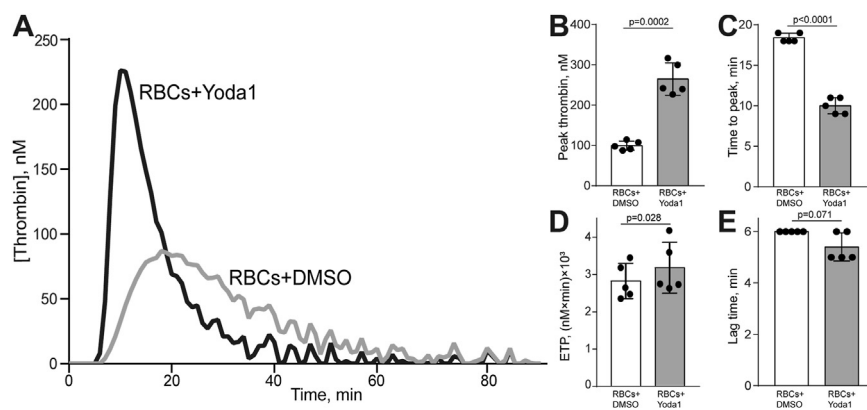 A
[Thrombin], nM
250
200
150
100
50
0
0
20
40
60
80
Time, min
RBCs+Yoda1
RBCs+DMSO
B
Peak thrombin, nM
400
300
200
100
0
p=0.0002
RBCs+
DMSO
RBCs+
Yoda1
C
Time to peak, min
20
15
10
5
0
p<0.0001
RBCs+
DMSO
RBCs+
Yoda1
D
ETP, (nM×min)×10³
4
3
2
1
0
p=0.028
RBCs+
DMSO
RBCs+
Yoda1
E
Lag time, min
6
4
2
0
p=0.071
RBCs+
DMSO
RBCs+
Yoda1